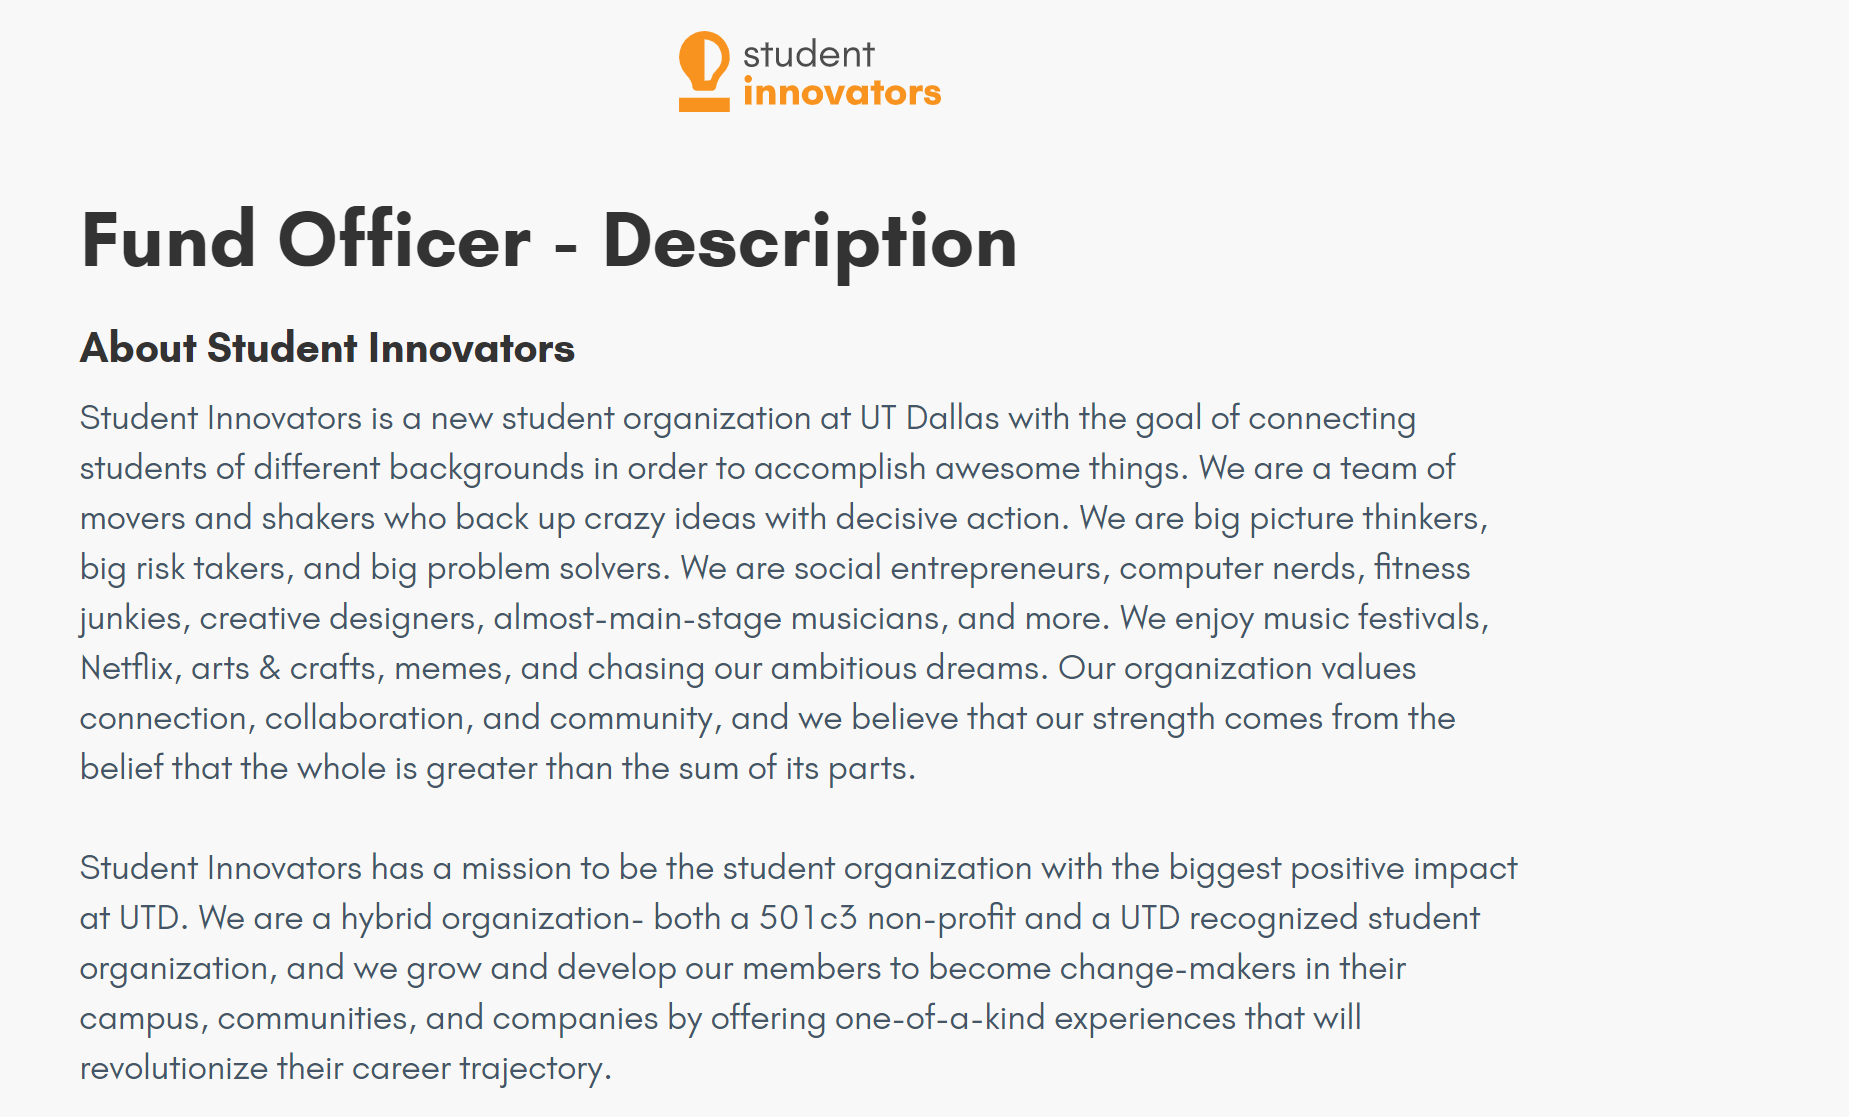 student
innovators
Fund Officer - Description
About Student Innovators
Student Innovators is a new student organization at UT Dallas with the goal of connecting
students of different backgrounds in order to accomplish awesome things. We are a team of
movers and shakers who back up crazy ideas with decisive action. We are big picture thinkers,
big risk takers, and big problem solvers. We are social entrepreneurs, computer nerds, fitness
junkies, creative designers, almost-main-stage musicians, and more. We enjoy music festivals,
Netflix, arts & crafts, memes, and chasing our ambitious dreams. Our organization values
connection, collaboration, and community, and we believe that our strength comes from the
belief that the whole is greater than the sum of its parts.
Student Innovators has a mission to be the student organization with the biggest positive impact
at UTD. We are a hybrid organization- both a 501c3 non-profit and a UTD recognized student
organization, and we grow and develop our members to become change-makers in their
campus, communities, and companies by offering one-of-a-kind experiences that will
revolutionize their career trajectory.